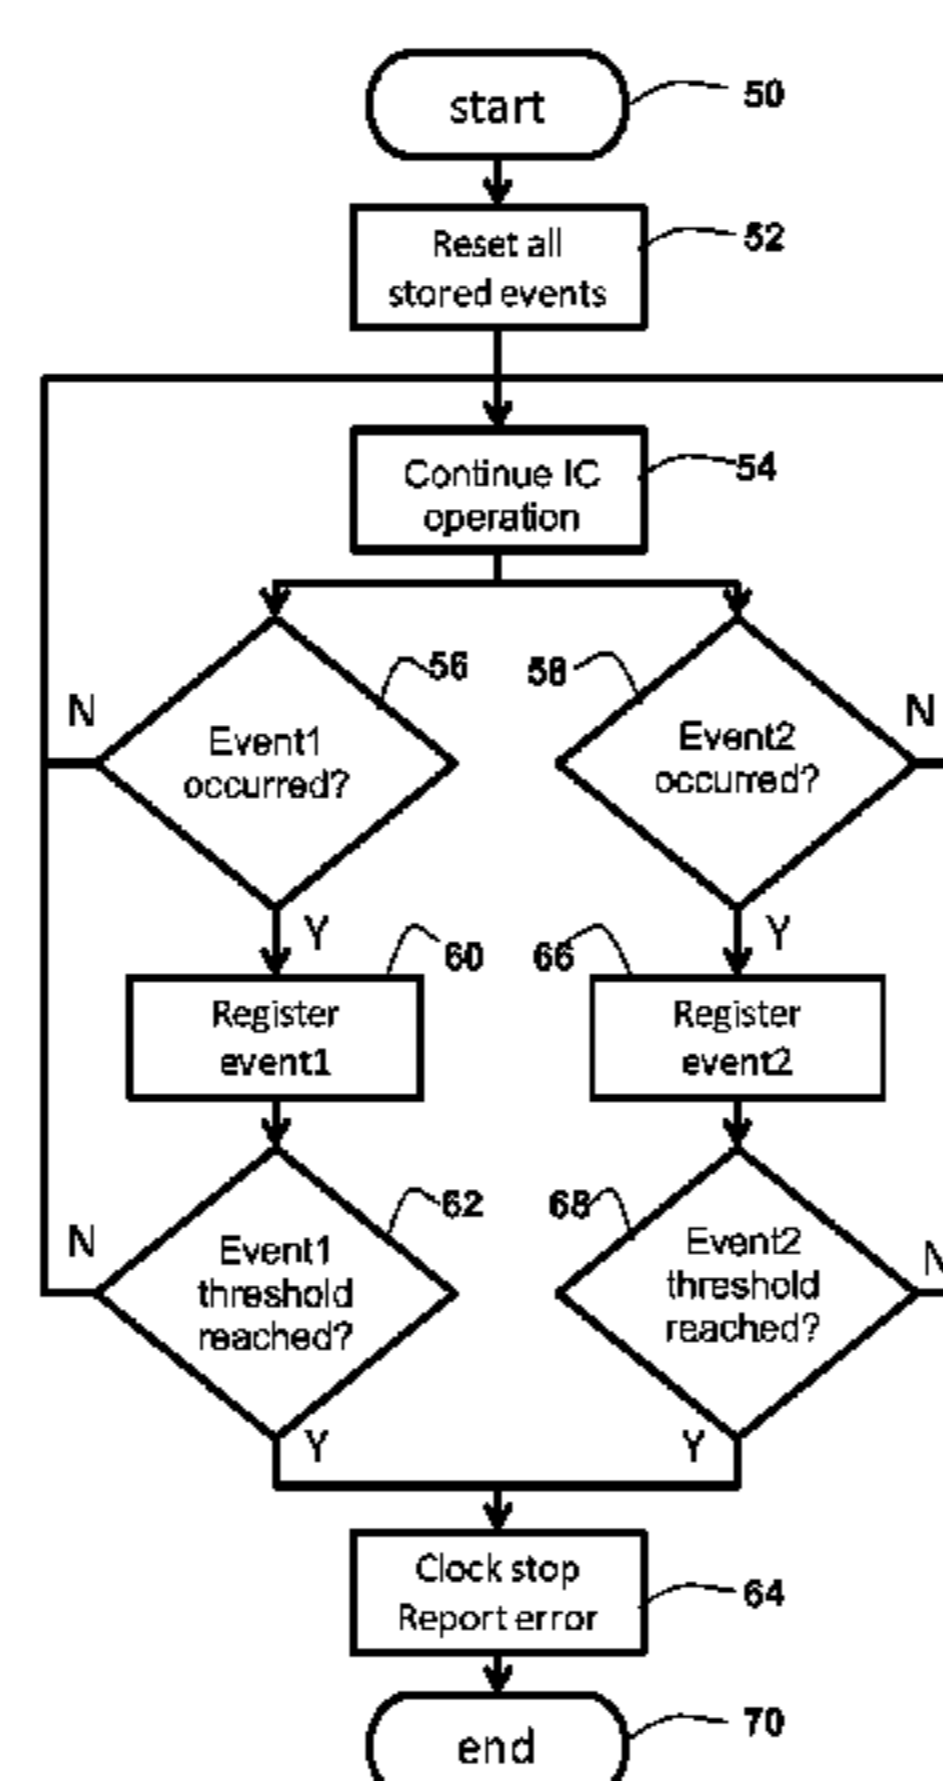 start
50
Reset all
stored events
52
Continue IC
operation
54
56
58
N
Event1
occurred?
Event2
occurred?
N
Y
Y
60
66
Register
event1
Register
event2
62
68
N
Event1
threshold
reached?
Event2
threshold
reached?
N
Y
Y
Clock stop
Report error
64
end
70